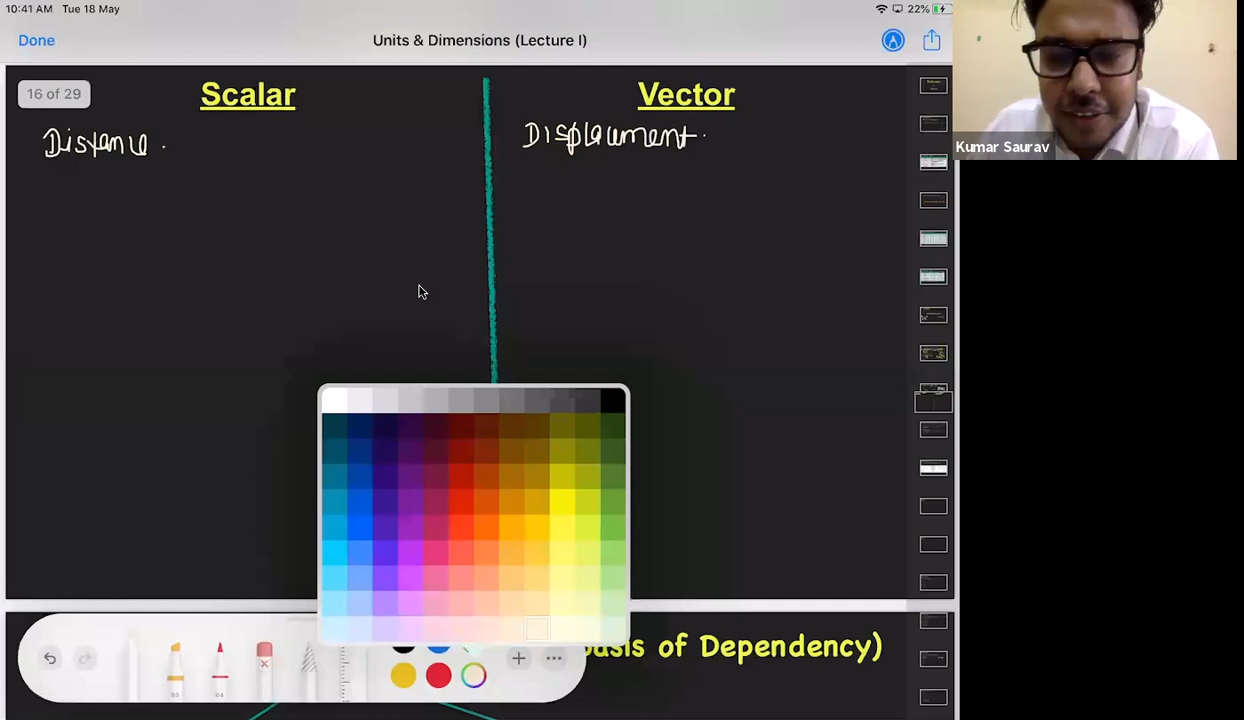 10:41 AM Tue 18 May
22%
Done
Units & Dimensions (Lecture I)
16 of 29
Scalar
Vector
Distance.
Displacement.
Kumar Saurav
of Dependency)